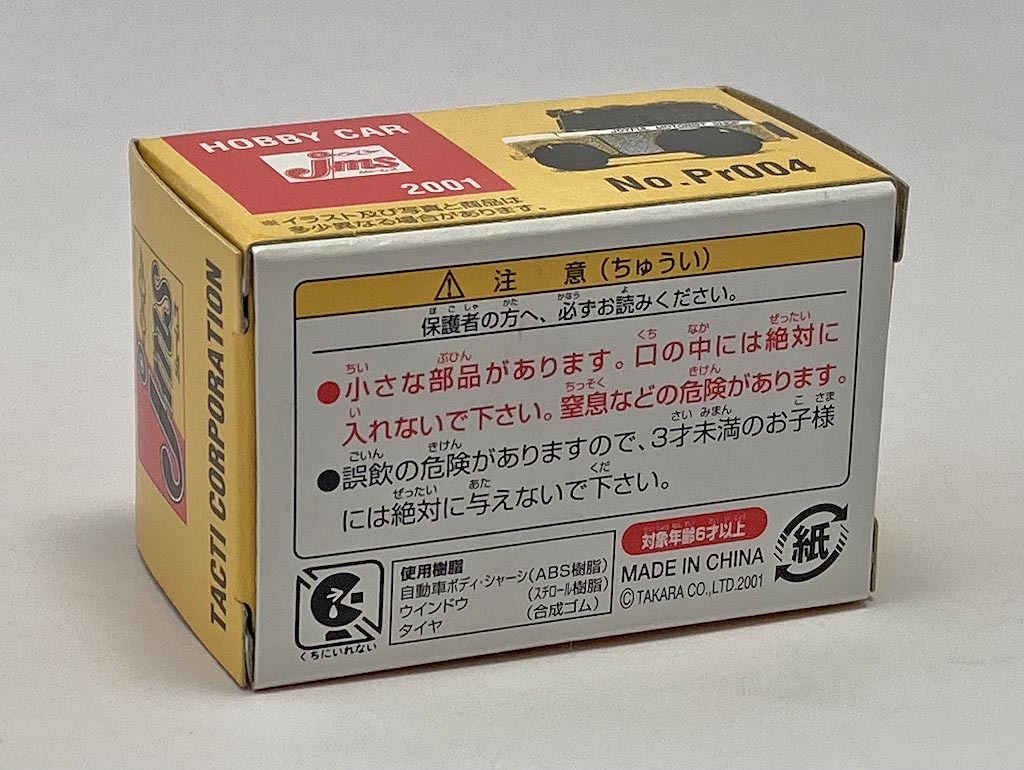 HOBBY CAR
jms
2001
※イラスト及び写真と商品は
多少異なる場合があります。
JOYFUL MOTORIST SHOP
No.Pr004
jms
TACTI CORPORATION
注 意(ちゅうい)
保護者の方へ、必ずお読みください。
●小さな部品があります。口の中には絶対に
入れないで下さい。窒息などの危険があります。
●誤飲の危険がありますので、3才未満のお子様
には絶対に与えないで下さい。
くちにいれない
使用樹脂
自動車ボディ・シャーシ(ABS樹脂)
ウインドウ (スチロール樹脂)
タイヤ (合成ゴム)
対象年齢6才以上
MADE IN CHINA
©TAKARA CO.,LTD.2001
紙